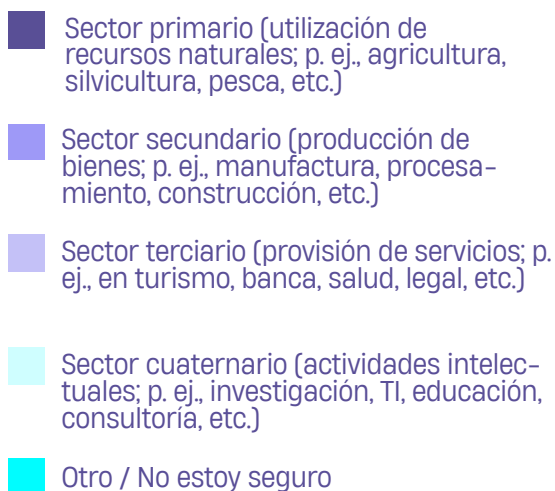 Sector primario (utilización de
recursos naturales; p. ej., agricultura,
silvicultura, pesca, etc.)
Sector secundario (producción de
bienes; p. ej., manufactura, procesa-
miento, construcción, etc.)
Sector terciario (provisión de servicios; p.
ej., en turismo, banca, salud, legal, etc.)
Sector cuaternario (actividades intelec-
tuales; p. ej., investigación, TI, educación,
consultoría, etc.)
Otro / No estoy seguro